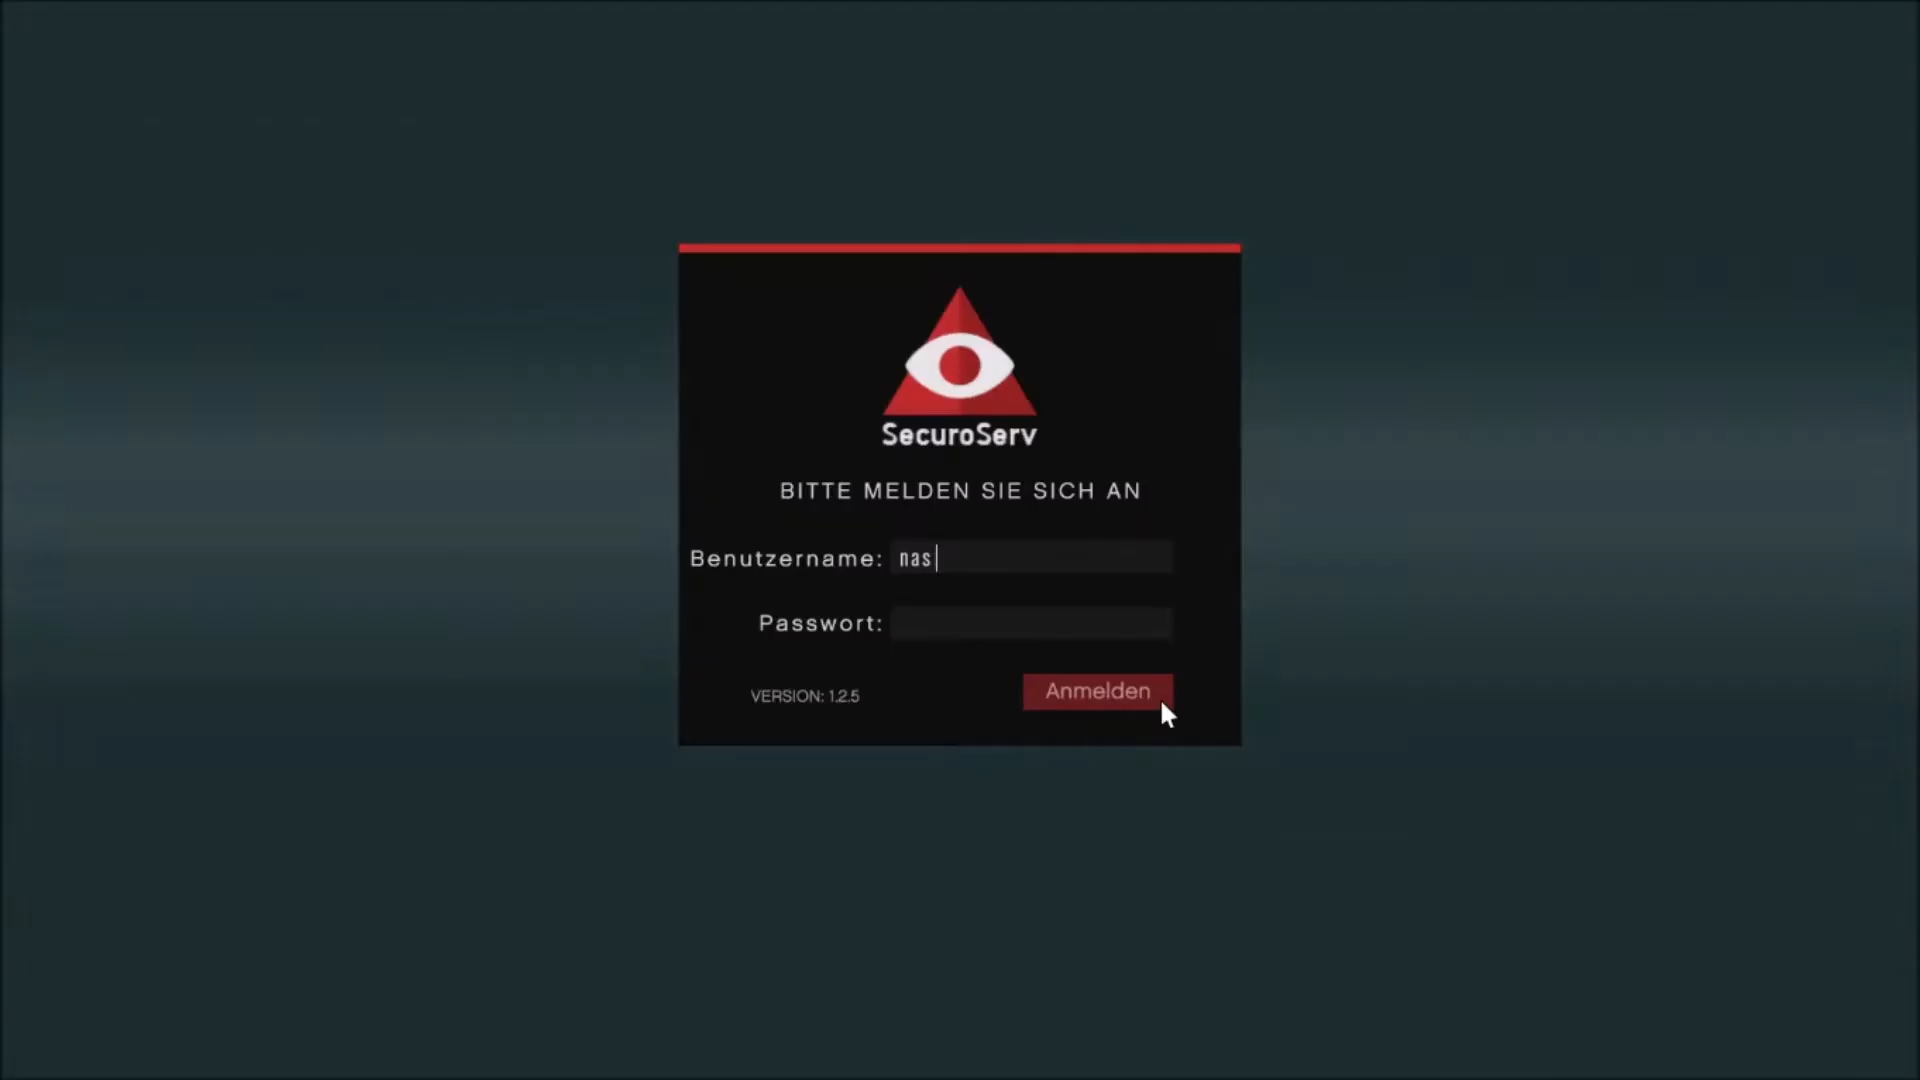 SecuroServ
BITTE MELDEN SIE SICH AN
Benutzername: nas
Passwort:
VERSION: 1.2.5
Anmelden